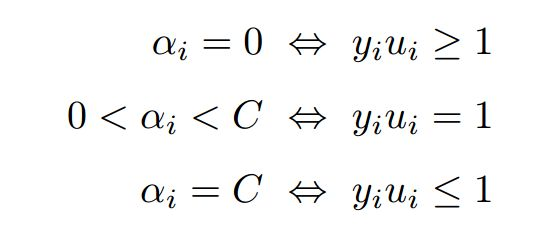 αᵢ = 0 ⇔ yᵢuᵢ ≥ 1
0 < αᵢ < C ⇔ yᵢuᵢ = 1
αᵢ = C ⇔ yᵢuᵢ ≤ 1